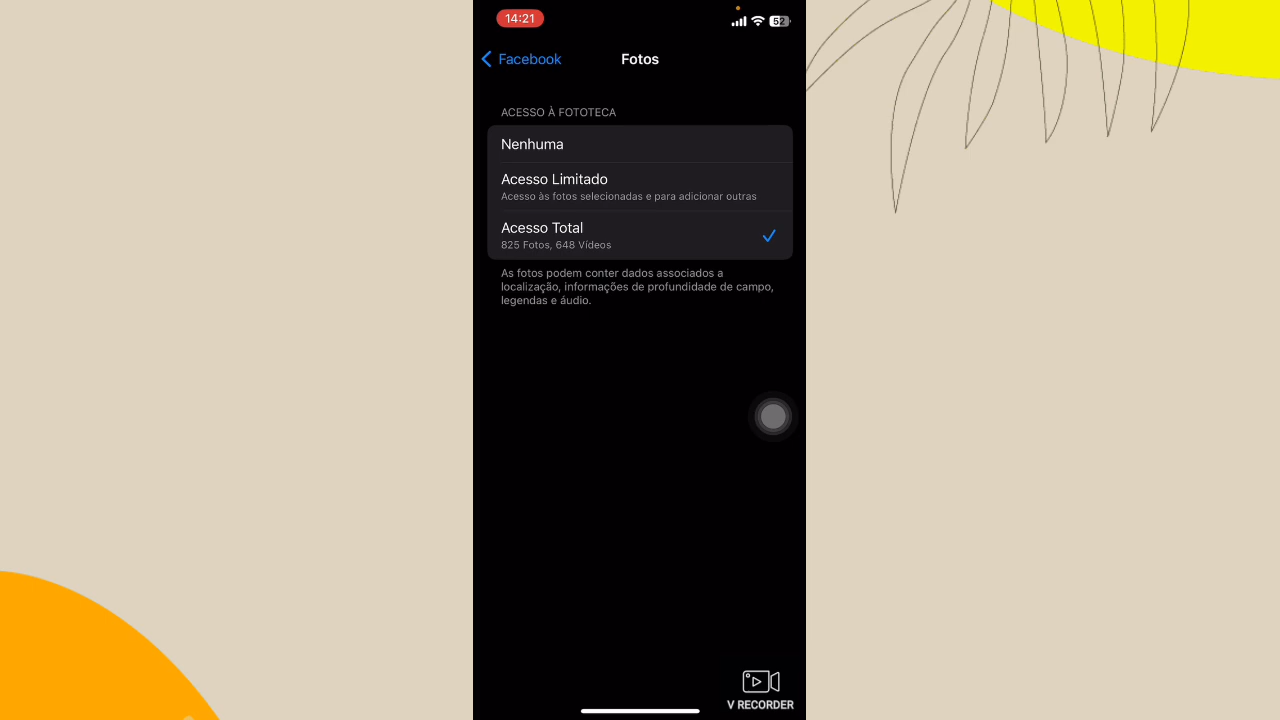 14:21
52
Facebook
Fotos
ACESSO À FOTOTECA
Nenhuma
Acesso Limitado
Acesso às fotos selecionadas e para adicionar outras
Acesso Total
825 Fotos, 648 Vídeos
As fotos podem conter dados associados a
localização, informações de profundidade de campo,
legendas e áudio.
V RECORDER